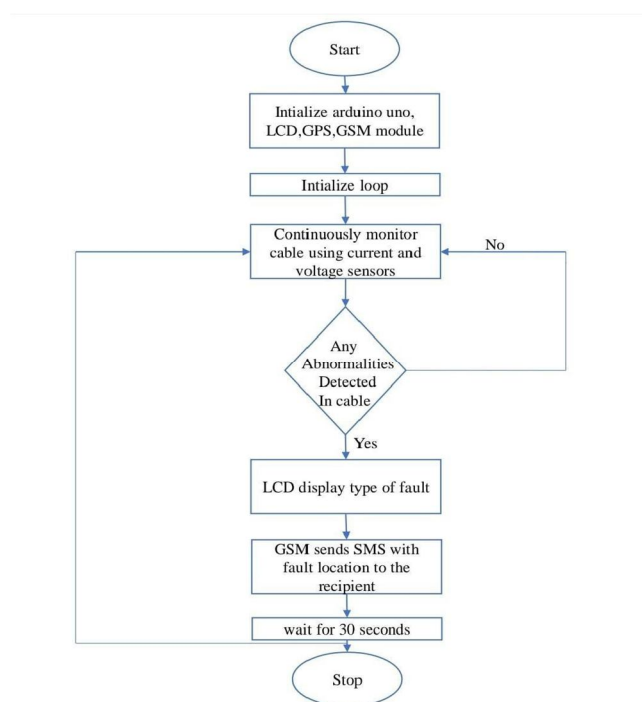 Start
Intialize arduino uno,
LCD,GPS,GSM module
Intialize loop
Continuously monitor
cable using current and
voltage sensors
No
Any
Abnormalities
Detected
In cable
Yes
LCD display type of fault
GSM sends SMS with
fault location to the
recipient
wait for 30 seconds
Stop